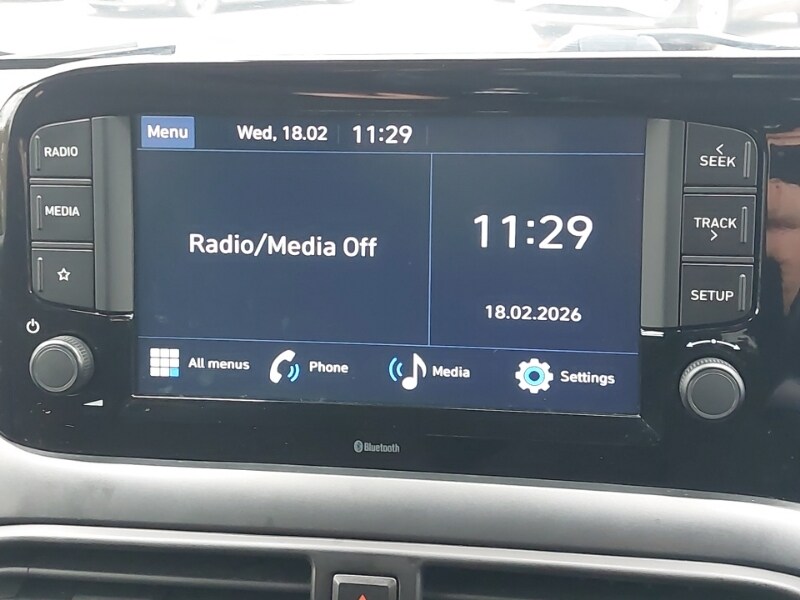 Menu
Wed, 18.02
11:29
RADIO
MEDIA
SEEK
TRACK
SETUP
Radio/Media Off
11:29
18.02.2026
All menus
Phone
Media
Settings
Bluetooth